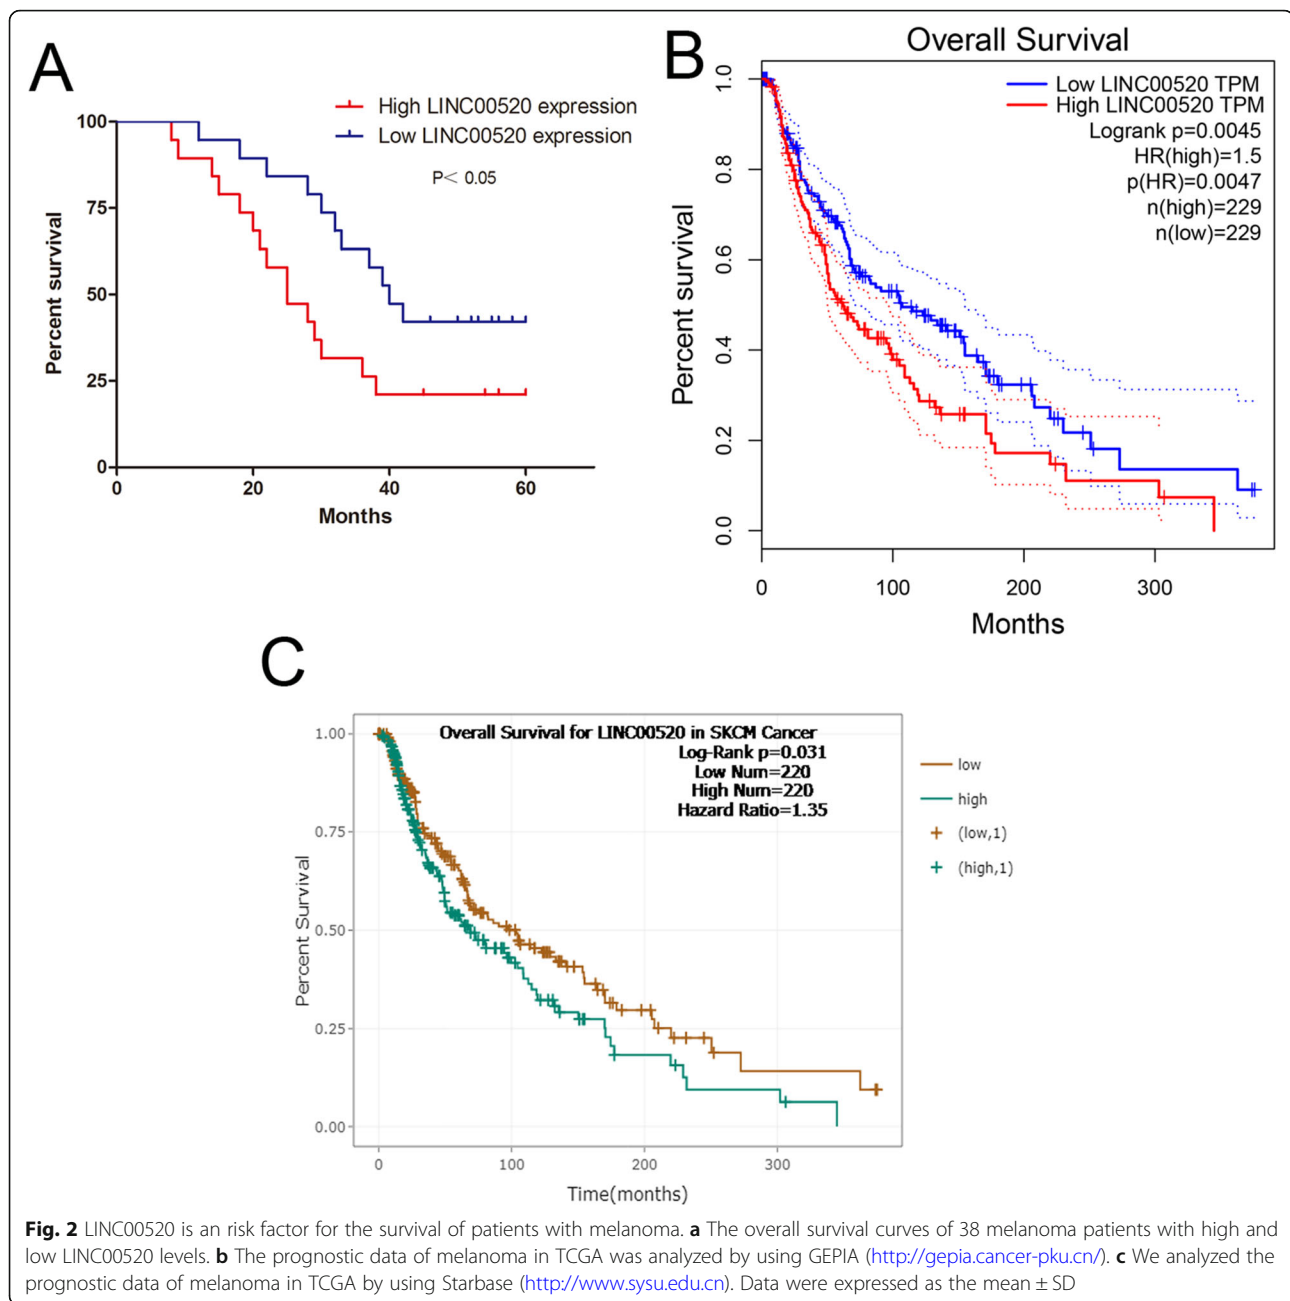 A
High LINC00520 expression
Low LINC00520 expression
P< 0.05
100
75
50
25
0
Percent survival
0
20
40
60
Months
B
Overall Survival
Low LINC00520 TPM
High LINC00520 TPM
Logrank p=0.0045
HR(high)=1.5
p(HR)=0.0047
n(high)=229
n(low)=229
1.0
0.8
0.6
0.4
0.2
0.0
Percent survival
0
100
200
300
Months
C
Overall Survival for LINC00520 in SKCM Cancer
Log-Rank p=0.031
Low Num=220
High Num=220
Hazard Ratio=1.35
low
high
(low,1)
(high,1)
1.00
0.75
0.50
0.25
0.00
Percent Survival
0
100
200
300
Time(months)
Fig. 2 LINC00520 is an risk factor for the survival of patients with melanoma. a The overall survival curves of 38 melanoma patients with high and
low LINC00520 levels. b The prognostic data of melanoma in TCGA was analyzed by using GEPIA (http://gepia.cancer-pku.cn/). c We analyzed the
prognostic data of melanoma in TCGA by using Starbase (http://www.sysu.edu.cn). Data were expressed as the mean ± SD